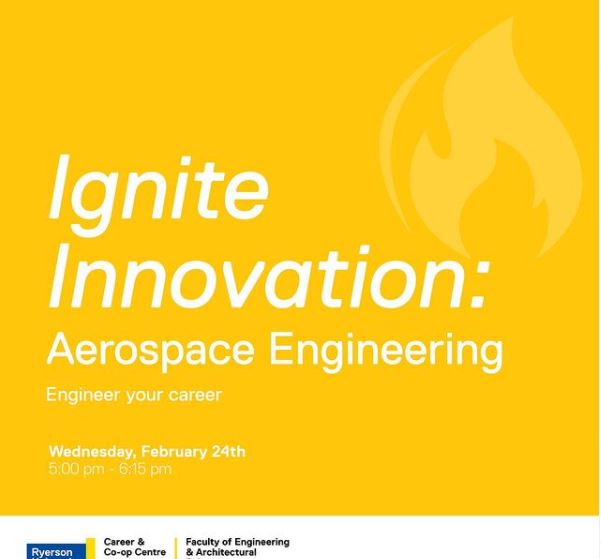 Ignite
Innovation:
Aerospace Engineering
Engineer your career
Wednesday, February 24th
5:00 pm - 6:15 pm
Ryerson
Career &
Co-op Centre
Faculty of Engineering
& Architectural